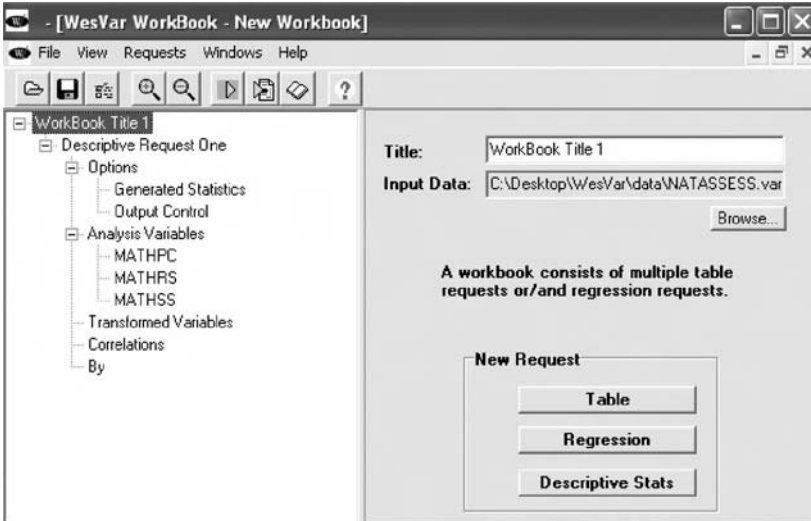 - [WesVar WorkBook - New Workbook]
File View Requests Windows Help
WorkBook Title 1
Descriptive Request One
Options
Generated Statistics
Output Control
Analysis Variables
MATHPC
MATHRS
MATHSS
Transformed Variables
Correlations
By
Title: WorkBook Title 1
Input Data: C:\Desktop\WesVar\data\NATASSESS.var
Browse...
A workbook consists of multiple table
requests or/and regression requests.
New Request
Table
Regression
Descriptive Stats